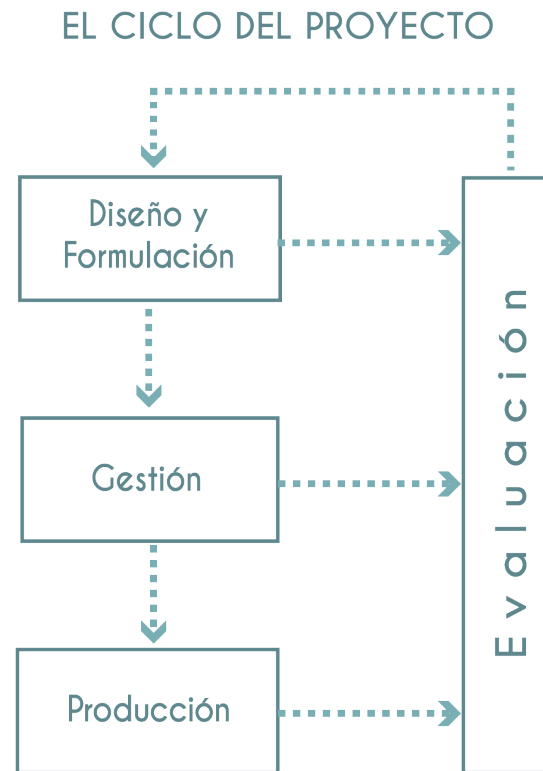 EL CICLO DEL PROYECTO
Diseño y
Formulación
Gestión
Producción
Evaluación